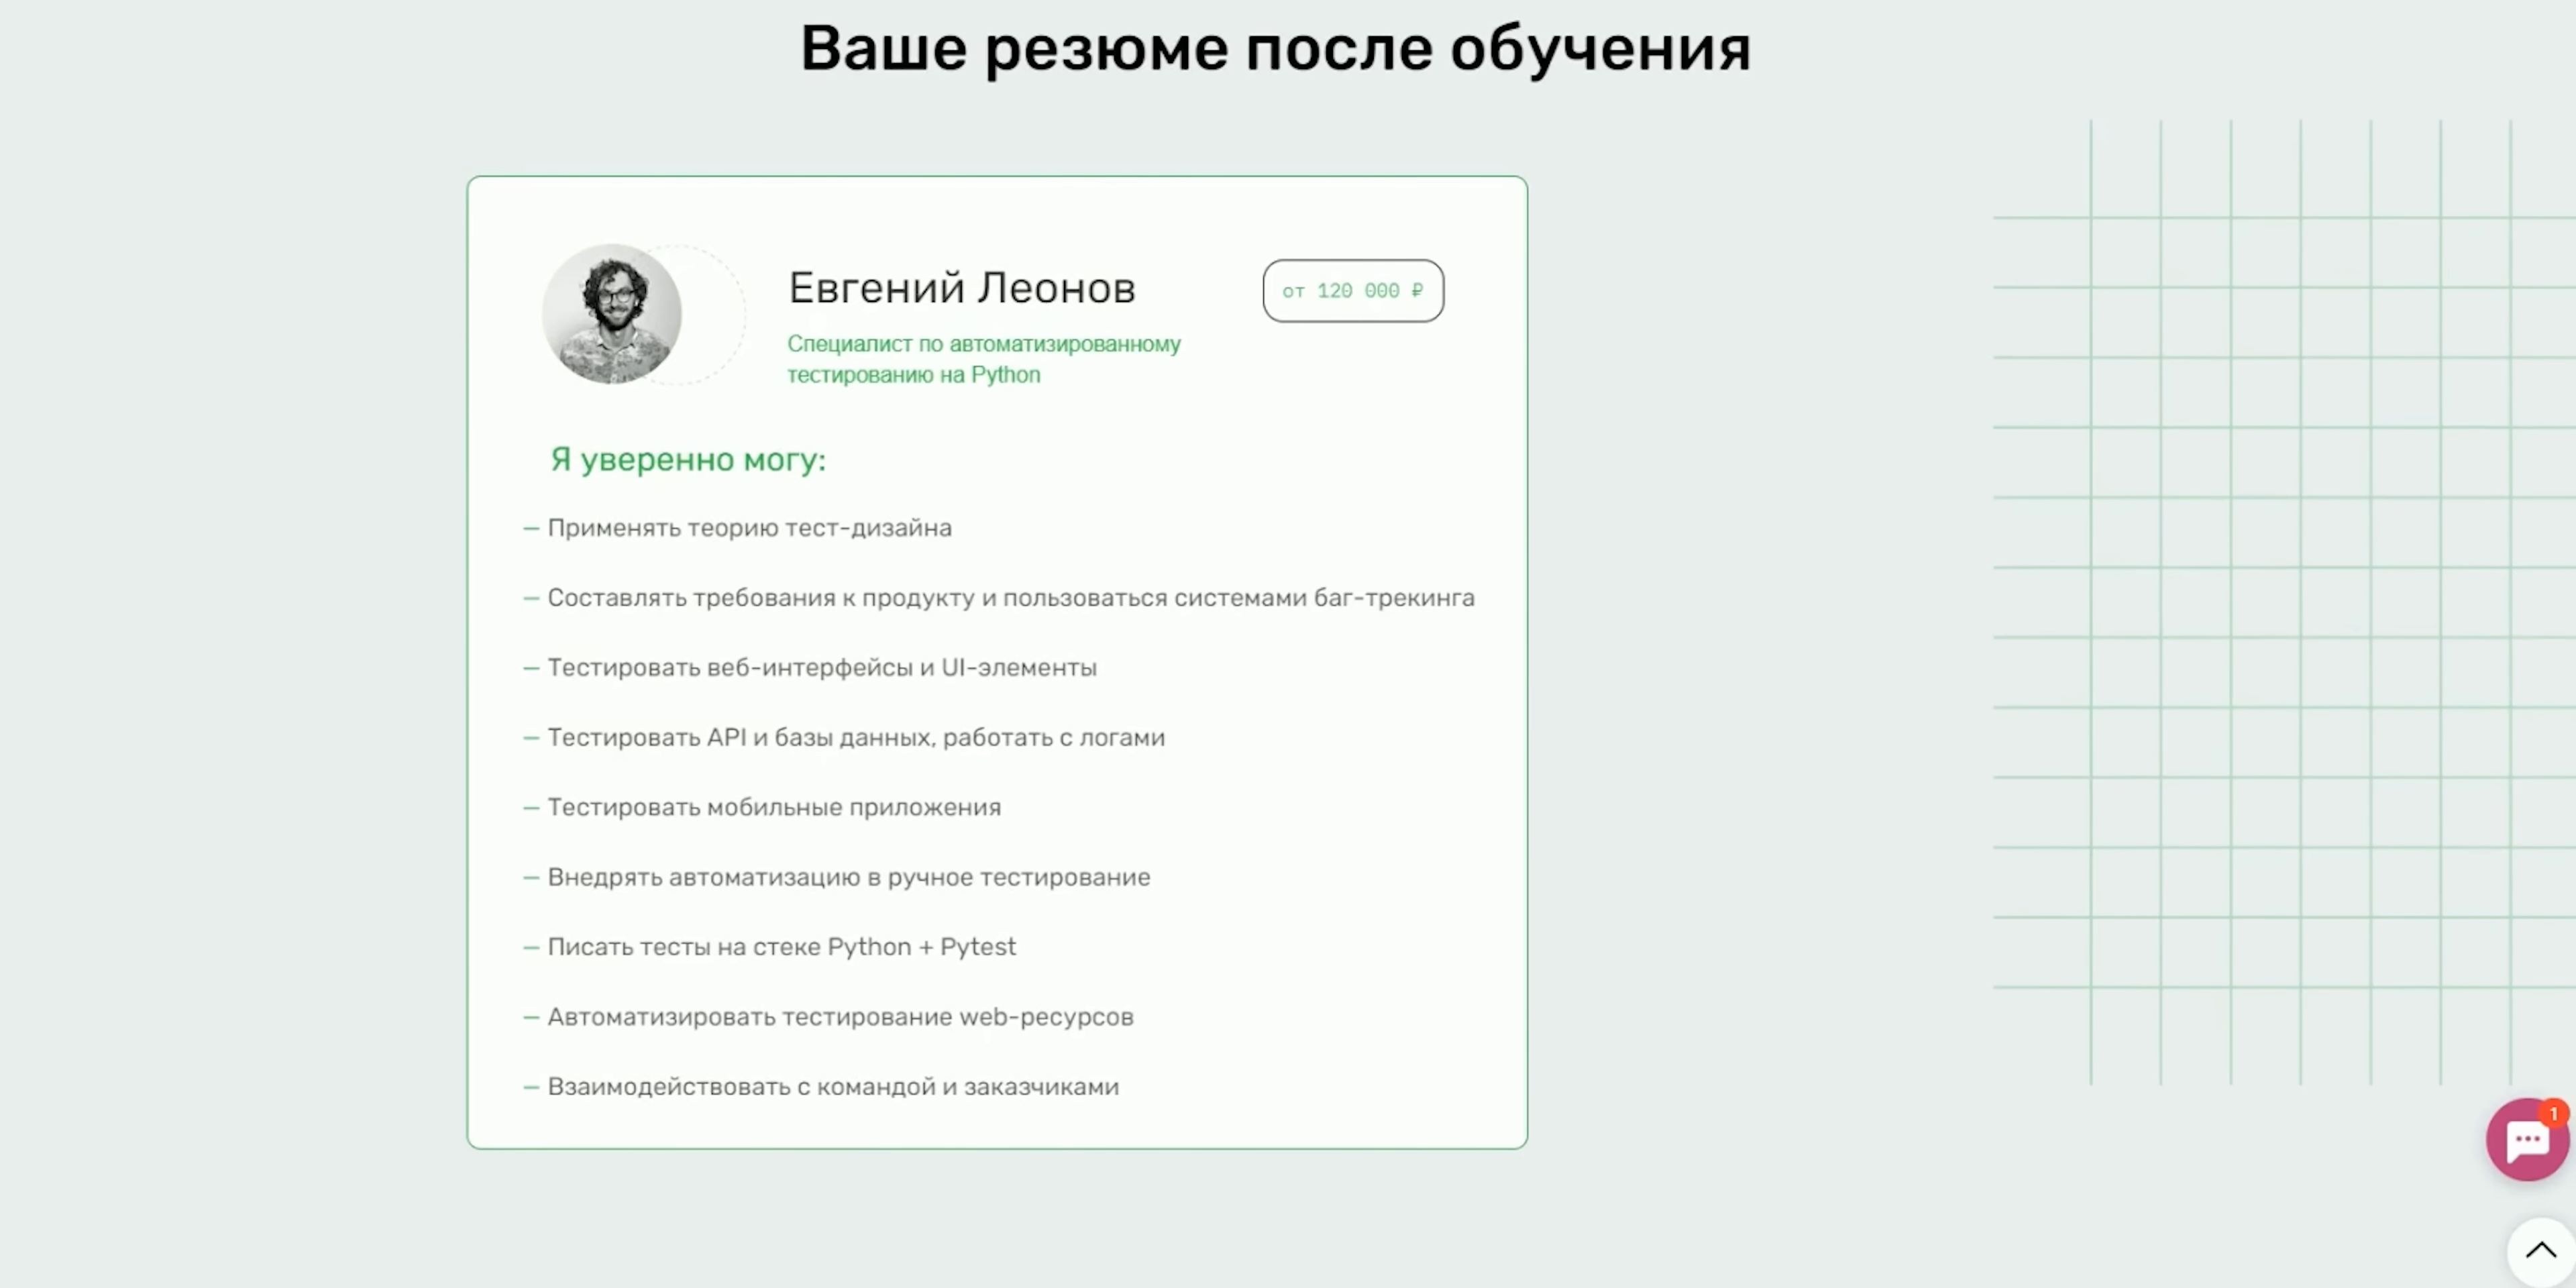 Ваше резюме после обучения
Евгений Леонов
от 120 000 ₽
Специалист по автоматизированному
тестированию на Python
Я уверенно могу:
— Применять теорию тест-дизайна
— Составлять требования к продукту и пользоваться системами баг-трекинга
— Тестировать веб-интерфейсы и UI-элементы
— Тестировать API и базы данных, работать с логами
— Тестировать мобильные приложения
— Внедрять автоматизацию в ручное тестирование
— Писать тесты на стеке Python + Pytest
— Автоматизировать тестирование web-ресурсов
— Взаимодействовать с командой и заказчиками
1